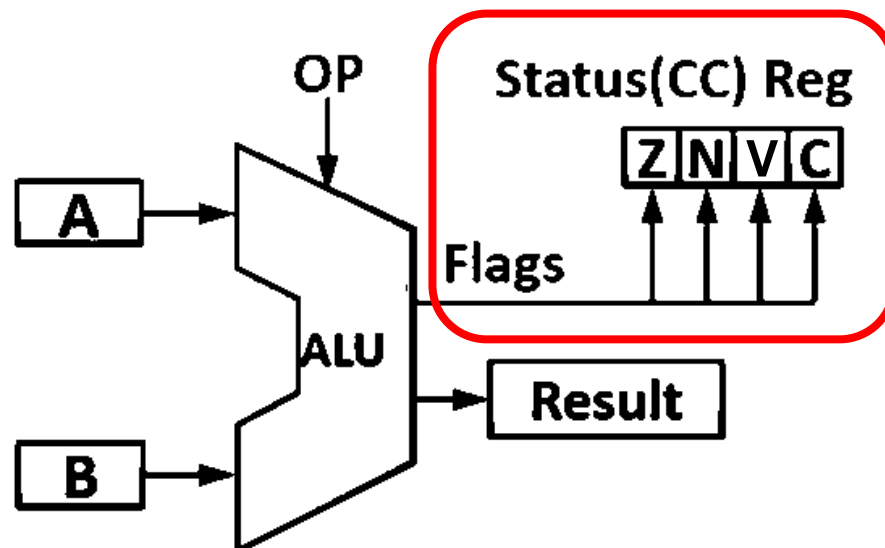 OP
Status(CC) Reg
Z N V C
A
Flags
ALU
Result
B